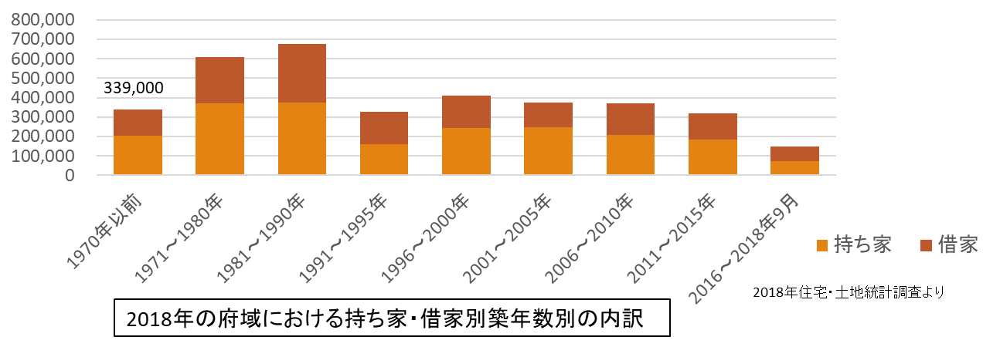 800,000
700,000
600,000
500,000
400,000
300,000
200,000
100,000
0
339,000
1970年以前
1971～1980年
1981～1990年
1991～1995年
1996～2000年
2001～2005年
2006～2010年
2011～2015年
2016～2018年9月
持ち家
借家
2018年住宅・土地統計調査より
2018年の府域における持ち家・借家別築年数別の内訳